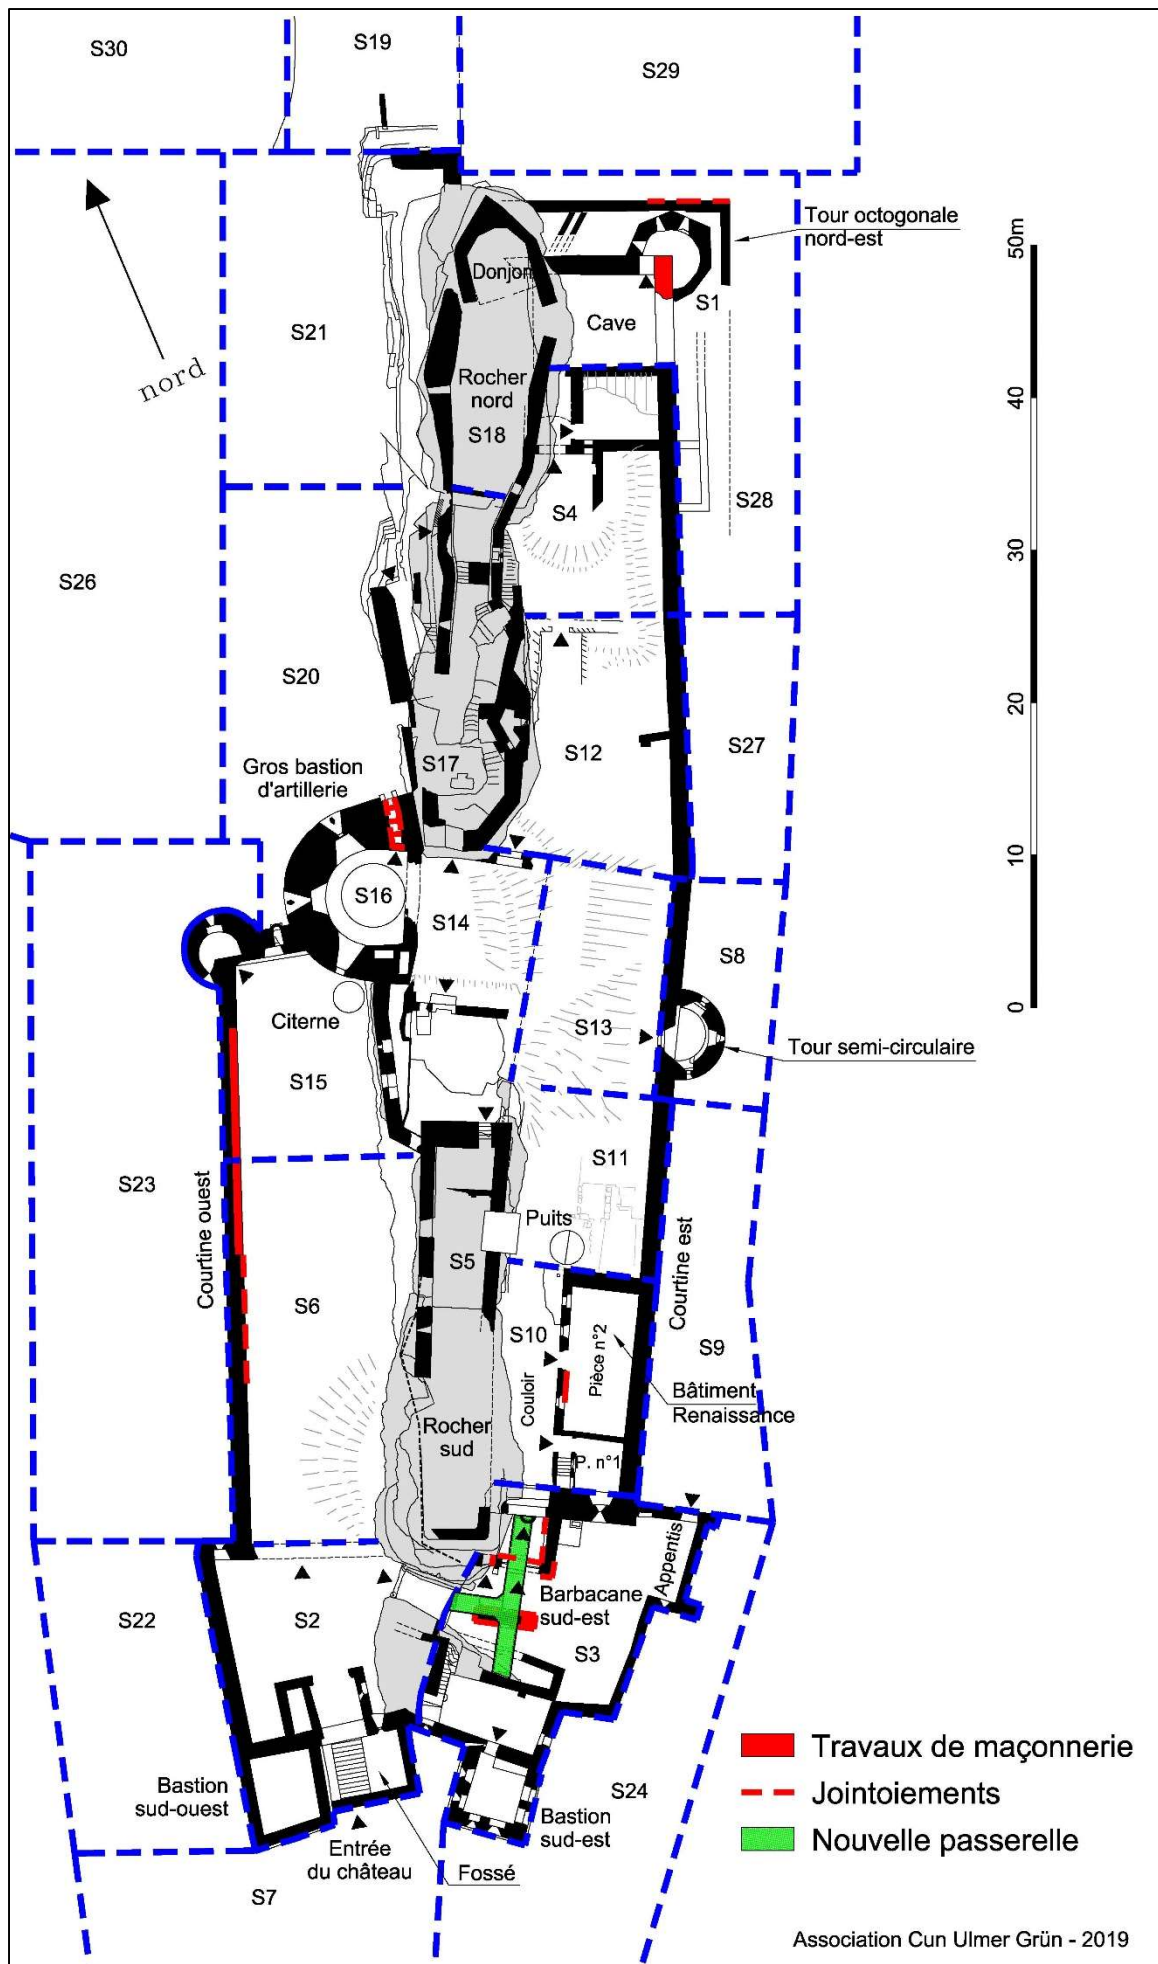 S30
S19
S29
Tour octogonale
nord-est
50m
Donjon
S1
S21
Cave
nord
Rocher
nord
S18
40
S4
S28
30
S26
S20
20
S12
S27
Gros bastion
d'artillerie
S17
10
S16
S14
S8
Citerne
S13
0
Tour semi-circulaire
S15
S11
S23
Courtine ouest
Puits
S5
Courtine est
S6
S10
Pièce n°2
S9
Couloir
Bâtiment
Renaissance
Rocher
sud
P. n°1
Appentis
Barbacane
sud-est
S22
S2
S3
Travaux de maçonnerie
Jointoiements
Nouvelle passerelle
Bastion
sud-ouest
S24
Bastion
sud-est
Entrée
du château
Fossé
S7
Association Cun Ulmer Grün - 2019